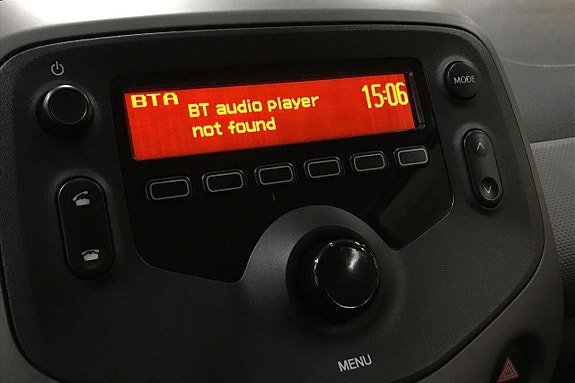 BTA
BT audio player
15:06
not found
MODE
MENU